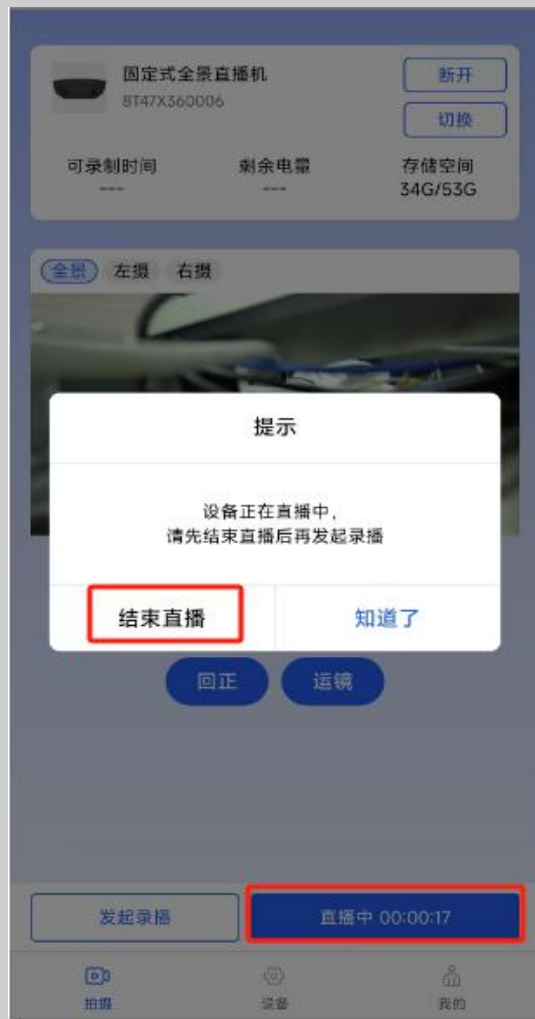 固定式全景直播机
8T47X360006
断开
切换
可录制时间 剩余电量 存储空间
--- --- 34G/53G
全景 左摄 右摄
提示
设备正在直播中，
请先结束直播后再发起录播
结束直播 知道了
回正 运镜
发起录播 直播中 00:00:17
拍摄 设备 我的